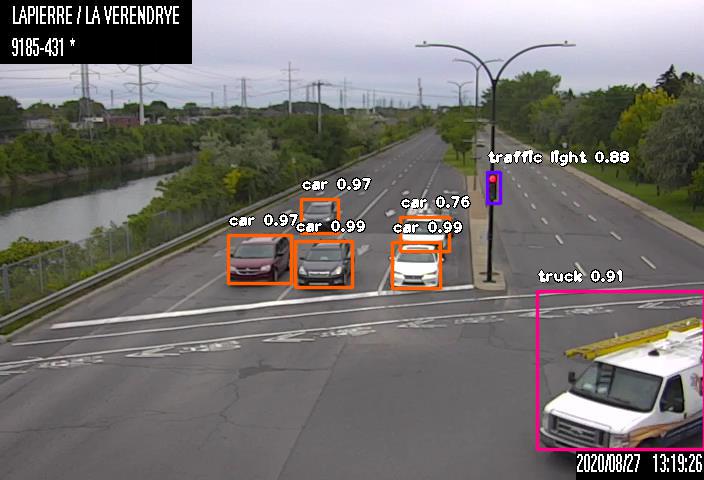 LAPIERRE / LA VERENDRYE
9185-431 *
traffic light 0.88
car 0.97
car 0.76
car 0.97
car 0.99
car 0.99
truck 0.91
2020/08/27 13:19:26